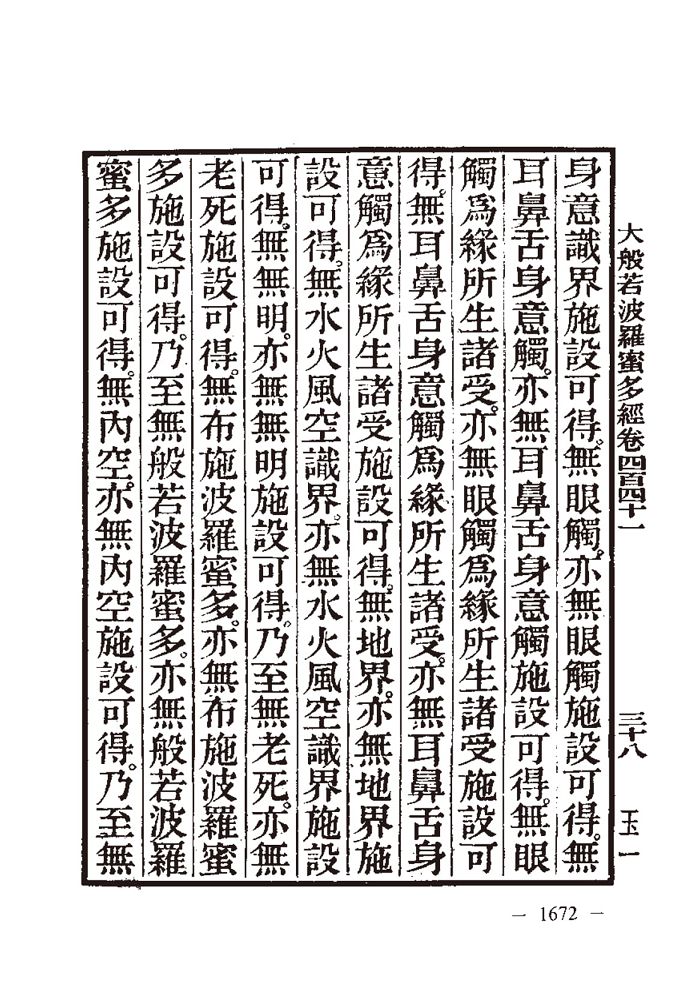 大般若波羅蜜多經卷四百四十一 三十八 玉一
身意識界施設可得。無眼觸。亦無眼觸施設可得。無
耳鼻舌身意觸。亦無耳鼻舌身意觸施設可得。無眼
觸爲緣所生諸受。亦無眼觸爲緣所生諸受施設可
得。無耳鼻舌身意觸爲緣所生諸受。亦無耳鼻舌身
意觸爲緣所生諸受施設可得。無地界。亦無地界施
設可得。無水火風空識界。亦無水火風空識界施設
可得。無無明。亦無無明施設可得。乃至無老死。亦無
老死施設可得。無布施波羅蜜多。亦無布施波羅蜜
多施設可得。乃至無般若波羅蜜多。亦無般若波羅
蜜多施設可得。無內空。亦無內空施設可得。乃至無
— 1672 —